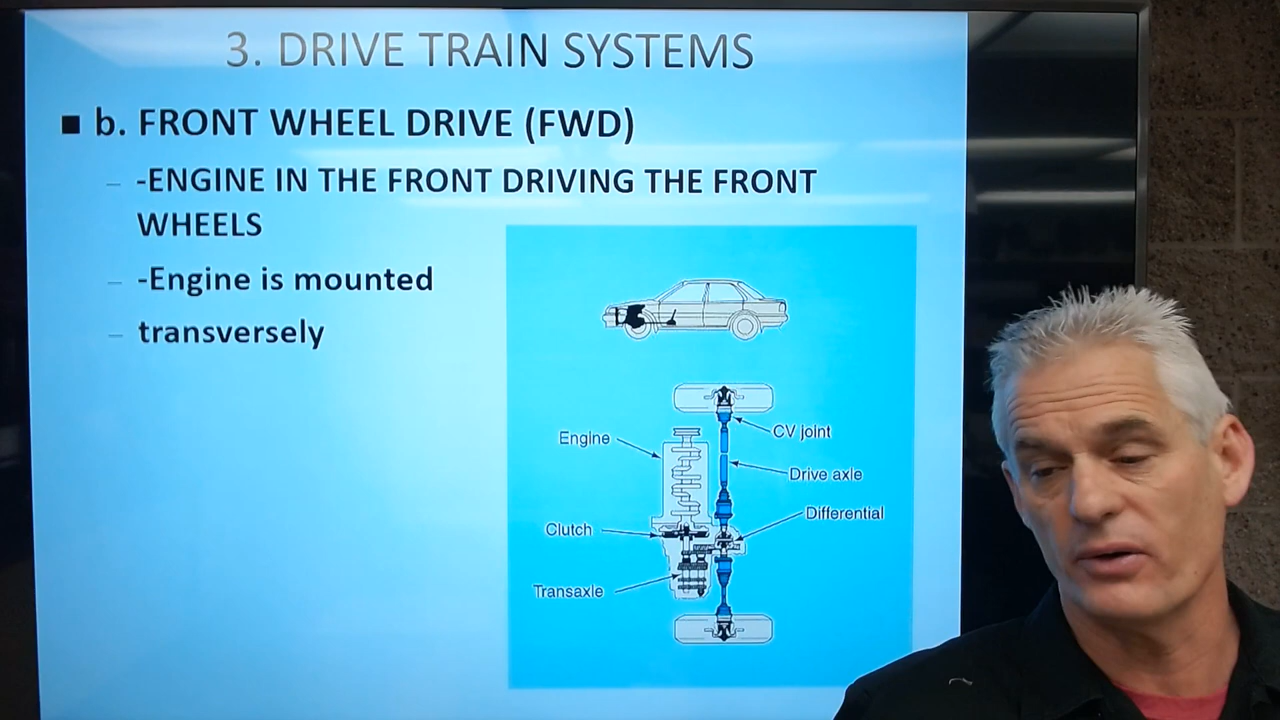 3. DRIVE TRAIN SYSTEMS
■ b. FRONT WHEEL DRIVE (FWD)
– -ENGINE IN THE FRONT DRIVING THE FRONT
WHEELS
– -Engine is mounted
– transversely
CV joint
Engine
Drive axle
Differential
Clutch
Transaxle